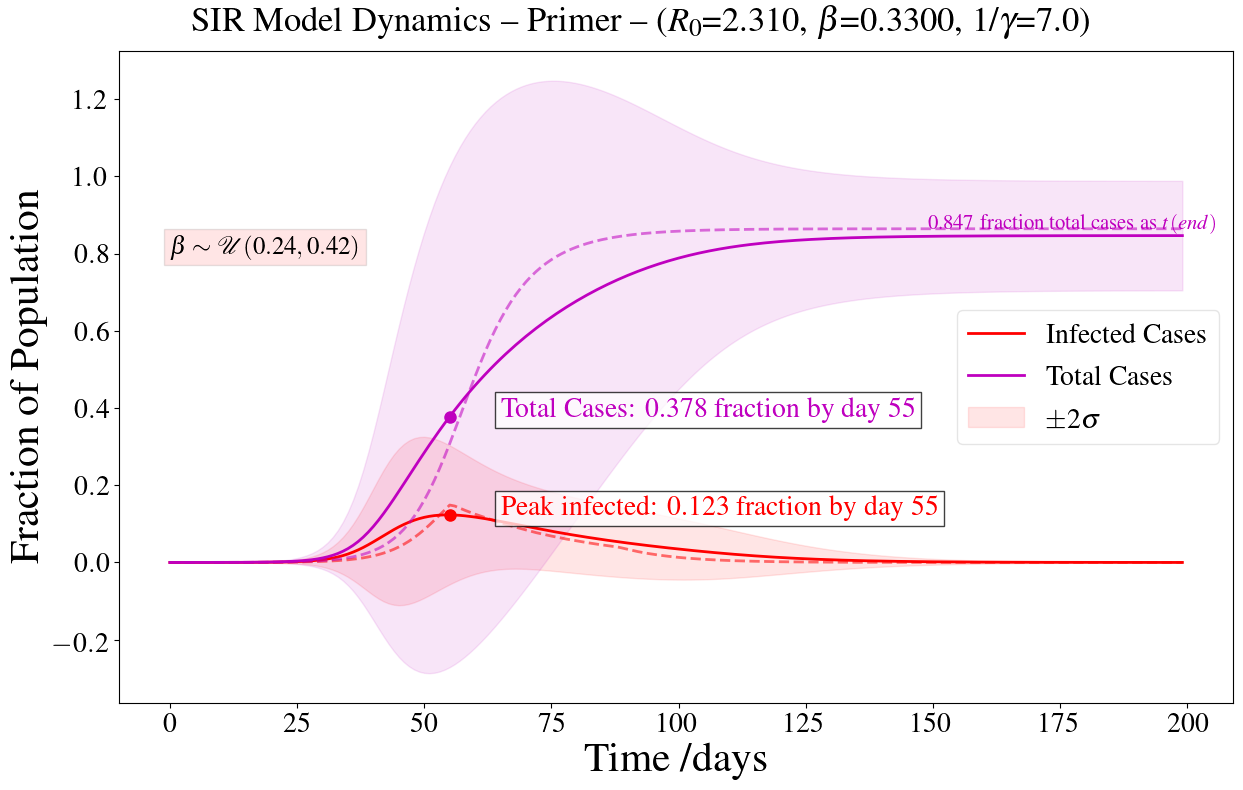 SIR Model Dynamics – Primer – (R₀=2.310, β=0.3300, 1/γ=7.0)
Fraction of Population
1.2
1.0
0.8
0.6
0.4
0.2
0.0
−0.2
β ∼ 𝒰 (0.24, 0.42)
0.847 fraction total cases as t (end)
Infected Cases
Total Cases
±2σ
Total Cases: 0.378 fraction by day 55
Peak infected: 0.123 fraction by day 55
0 25 50 75 100 125 150 175 200
Time /days